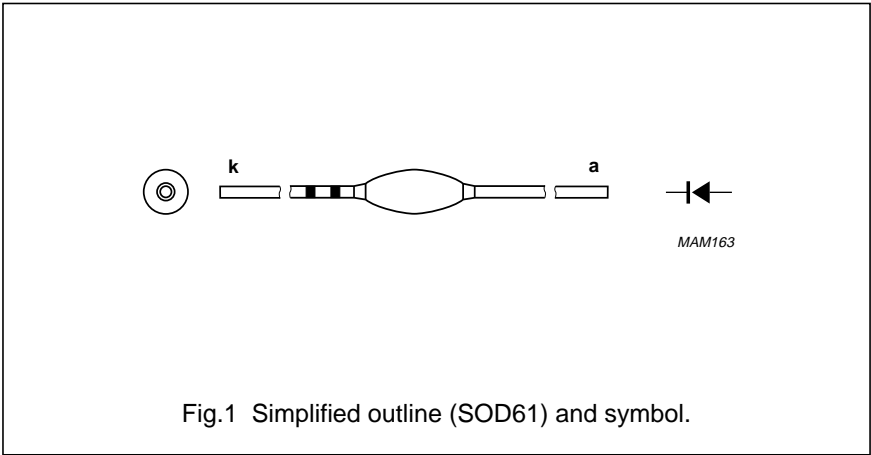 k
a
MAM163
Fig.1 Simplified outline (SOD61) and symbol.